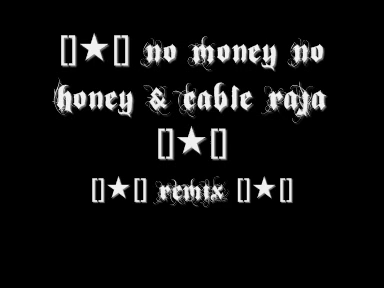 []★[] no money no
honey & cable raja
[]★[]
[]★[] remix []★[]